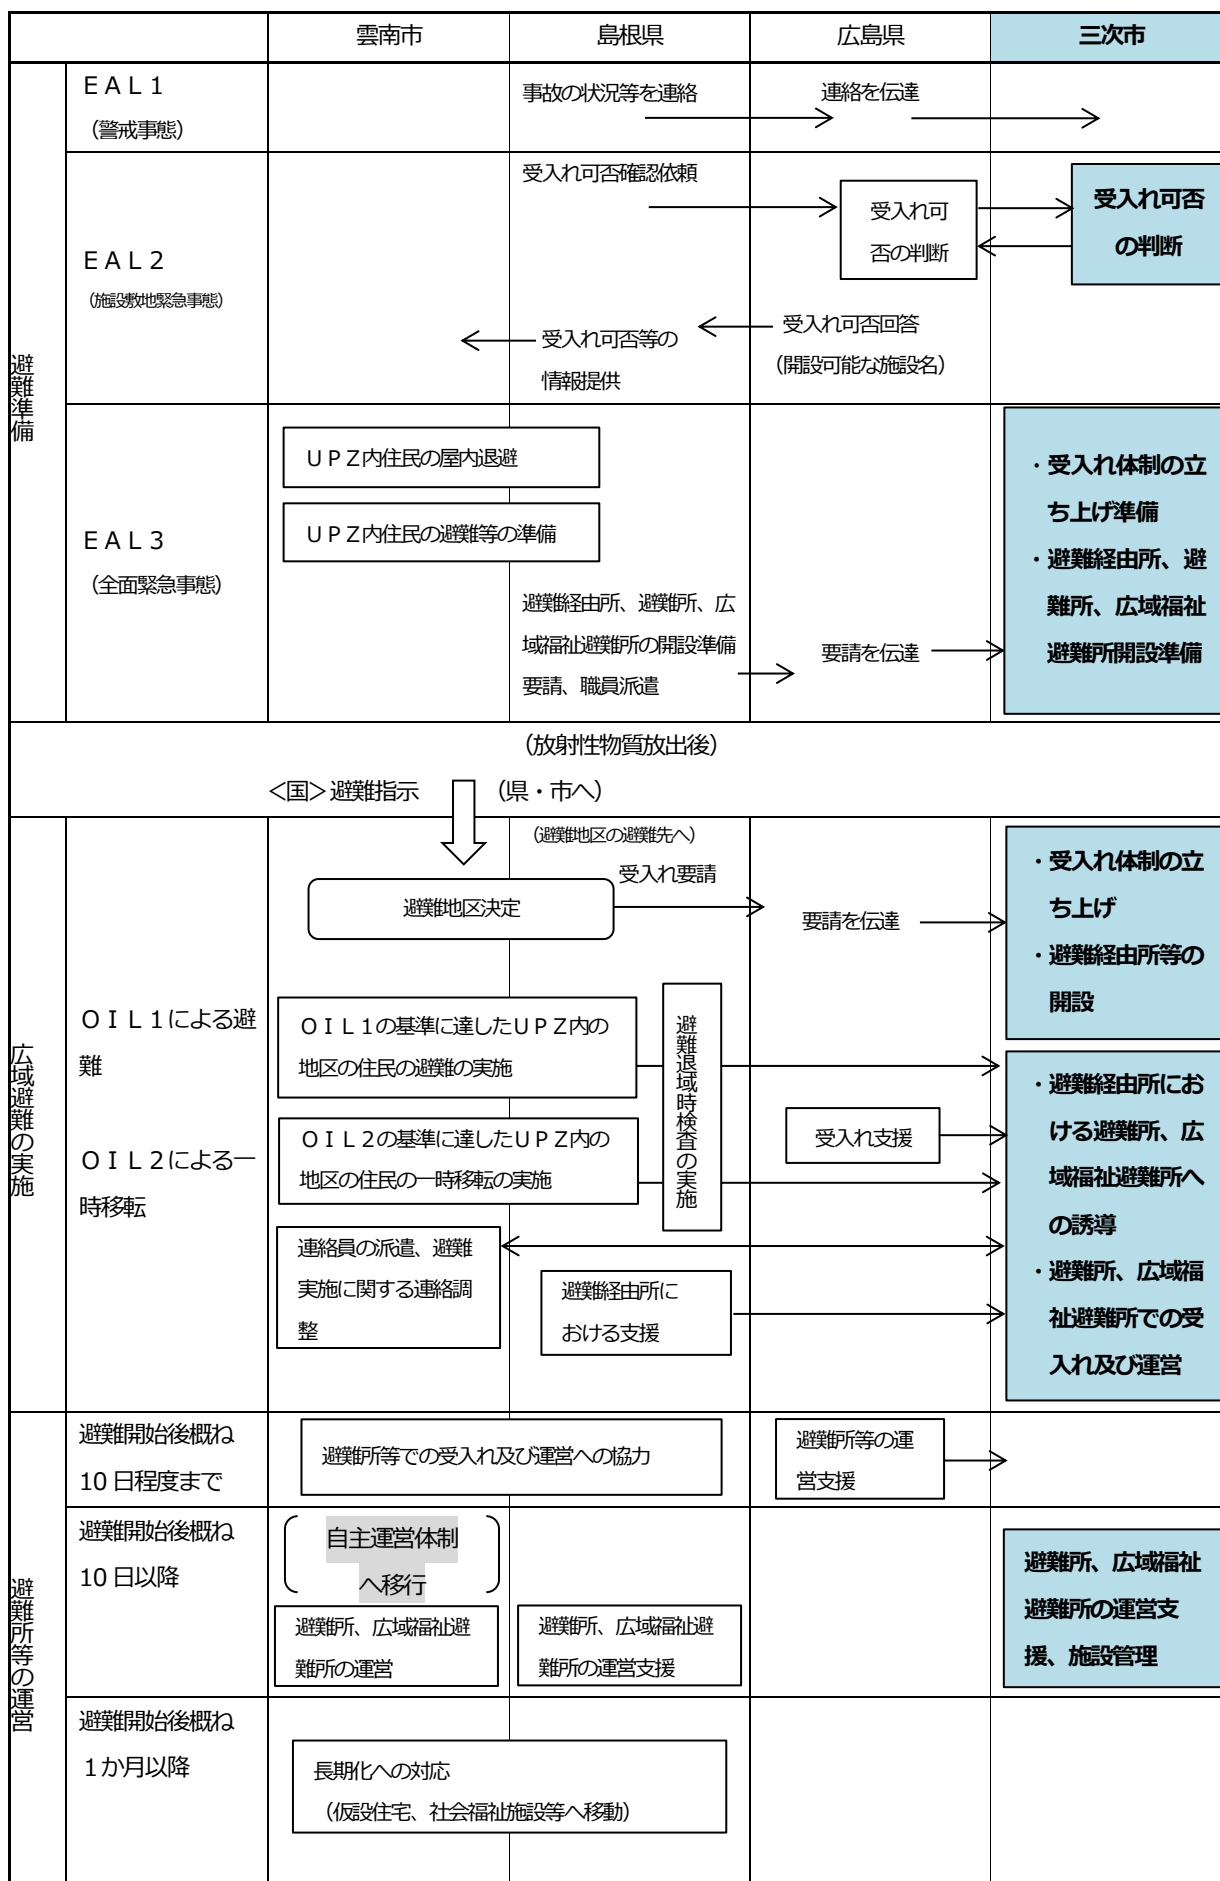 雲南市
島根県
広島県
三次市
避難準備
ＥＡＬ１
（警戒事態）
事故の状況等を連絡
連絡を伝達
ＥＡＬ２
（施設敷地緊急事態）
受入れ可否確認依頼
受入れ可
否の判断
受入れ可否
の判断
受入れ可否回答
（開設可能な施設名）
受入れ可否等の
情報提供
ＥＡＬ３
（全面緊急事態）
ＵＰＺ内住民の屋内退避
ＵＰＺ内住民の避難等の準備
避難経由所、避難所、広
域福祉避難所の開設準備
要請、職員派遣
要請を伝達
・受入れ体制の立
ち上げ準備
・避難経由所、避
難所、広域福祉
避難所開設準備
（放射性物質放出後）
＜国＞避難指示　（県・市へ）
広域避難の実施
ＯＩＬ１による避
難
ＯＩＬ２による一
時移転
（避難地区の避難先へ）
受入れ要請
避難地区決定
要請を伝達
・受入れ体制の立
ち上げ
・避難経由所等の
開設
ＯＩＬ１の基準に達したＵＰＺ内の
地区の住民の避難の実施
ＯＩＬ２の基準に達したＵＰＺ内の
地区の住民の一時移転の実施
避難退域時検査の実施
受入れ支援
連絡員の派遣、避難
実施に関する連絡調
整
避難経由所に
おける支援
・避難経由所にお
ける避難所、広
域福祉避難所へ
の誘導
・避難所、広域福
祉避難所での受
入れ及び運営
避難所等の運営
避難開始後概ね
10 日程度まで
避難所等での受入れ及び運営への協力
避難所等の運
営支援
避難開始後概ね
10 日以降
自主運営体制
へ移行
避難所、広域福祉避
難所の運営
避難所、広域福祉避
難所の運営支援
避難所、広域福祉
避難所の運営支
援、施設管理
避難開始後概ね
１か月以降
長期化への対応
（仮設住宅、社会福祉施設等へ移動）